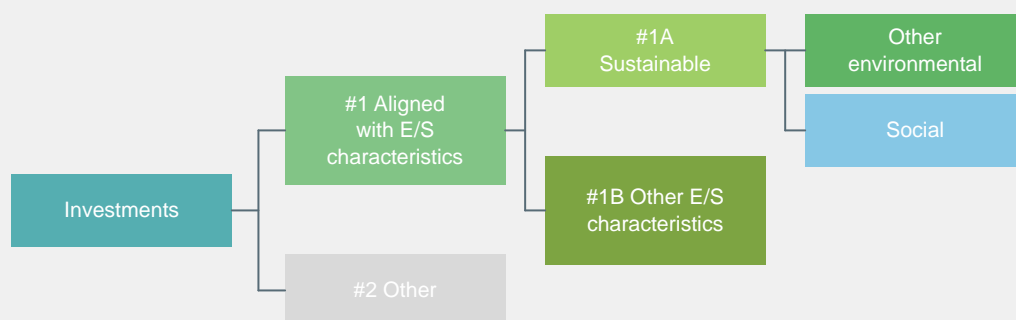 Investments
#1 Aligned
with E/S
characteristics
#2 Other
#1A
Sustainable
#1B Other E/S
characteristics
Other
environmental
Social